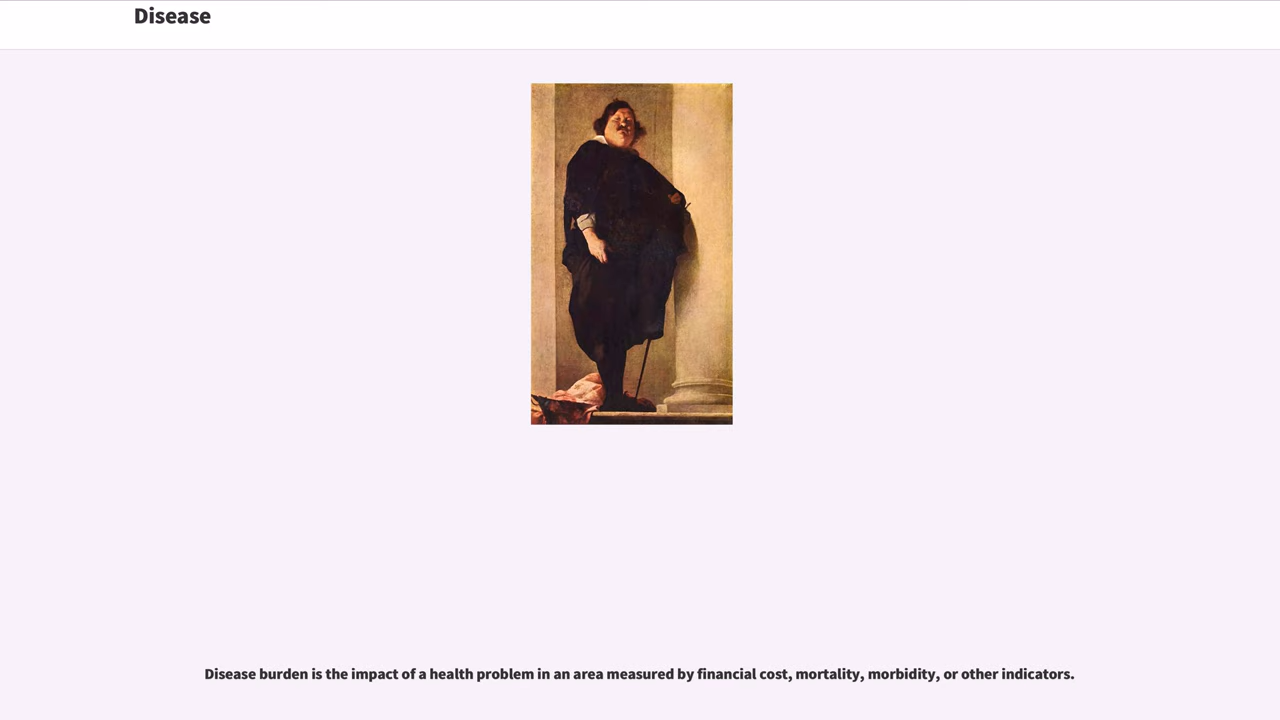 Disease
Disease burden is the impact of a health problem in an area measured by financial cost, mortality, morbidity, or other indicators.